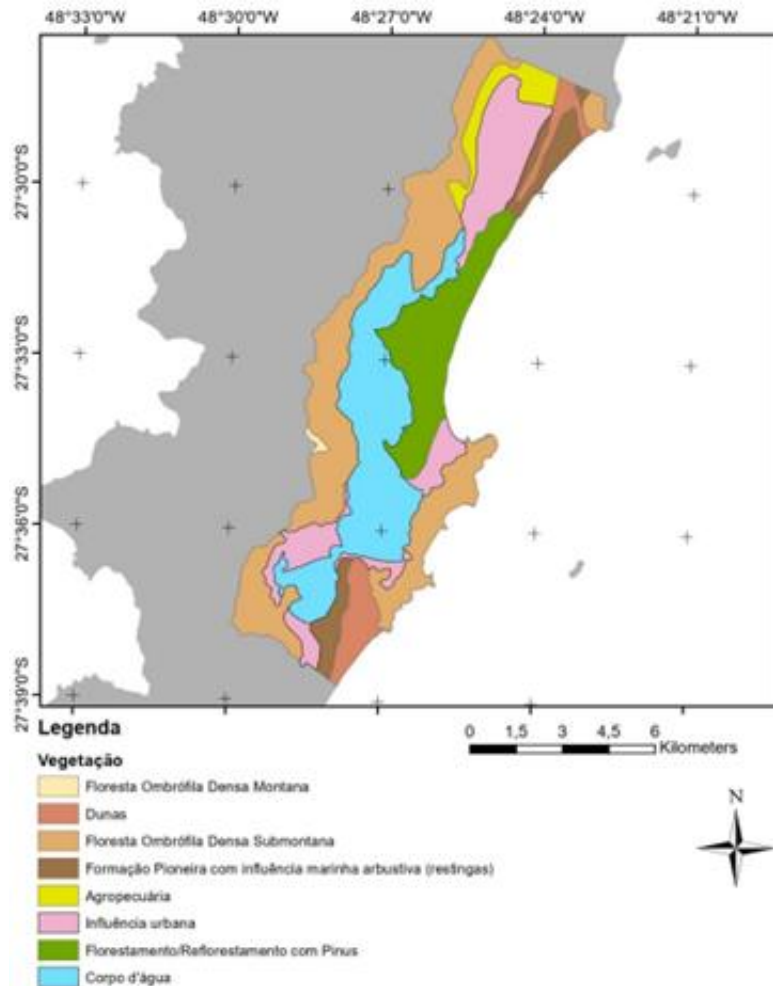 48°33'0"W 48°30'0"W 48°27'0"W 48°24'0"W 48°21'0"W
27°30'0"S
27°33'0"S
27°36'0"S
27°39'0"S
Legenda
0 1,5 3 4,5 6
Kilometers
Vegetação
Floresta Ombrófila Densa Montana
Dunas
Floresta Ombrófila Densa Submontana
Formação Pioneira com influência marinha arbustiva (restingas)
Agropecuária
Influência urbana
Florestamento/Reflorestamento com Pinus
Corpo d'água
N